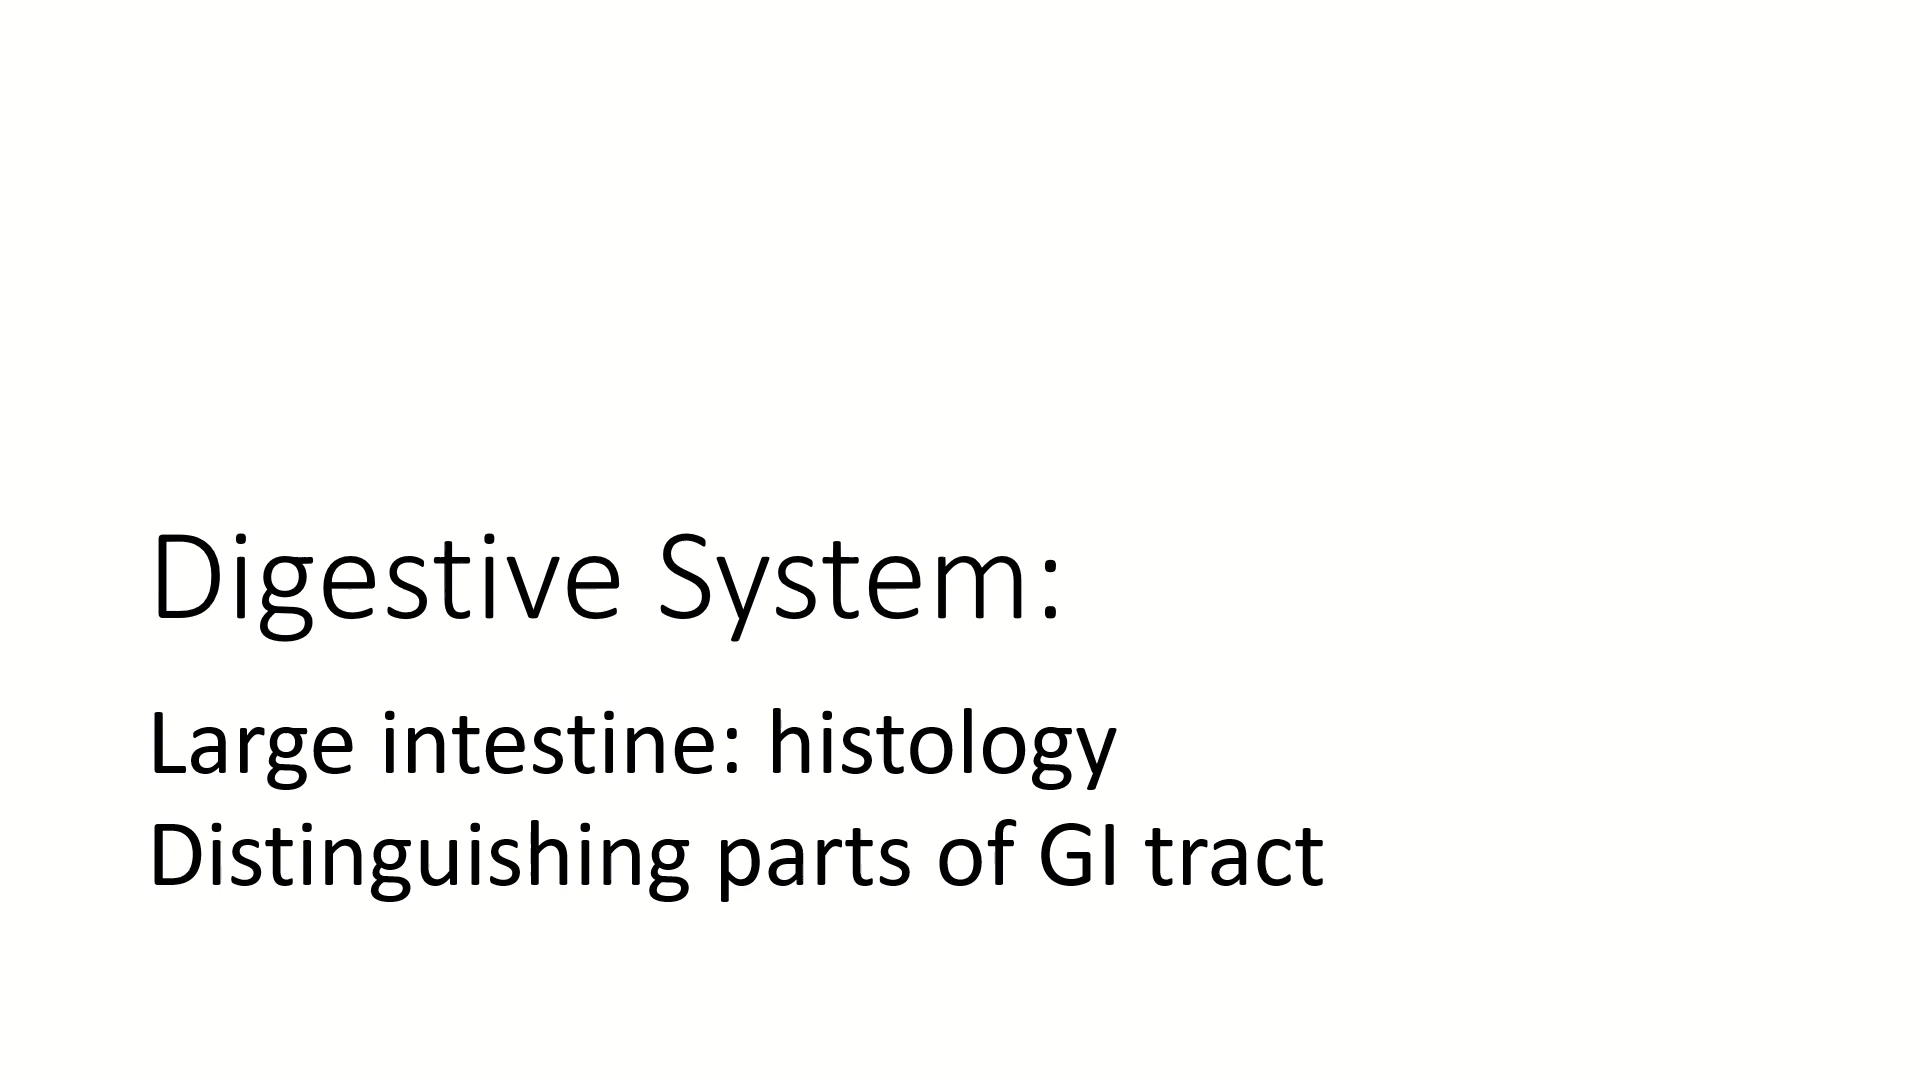 Digestive System:
Large intestine: histology
Distinguishing parts of GI tract